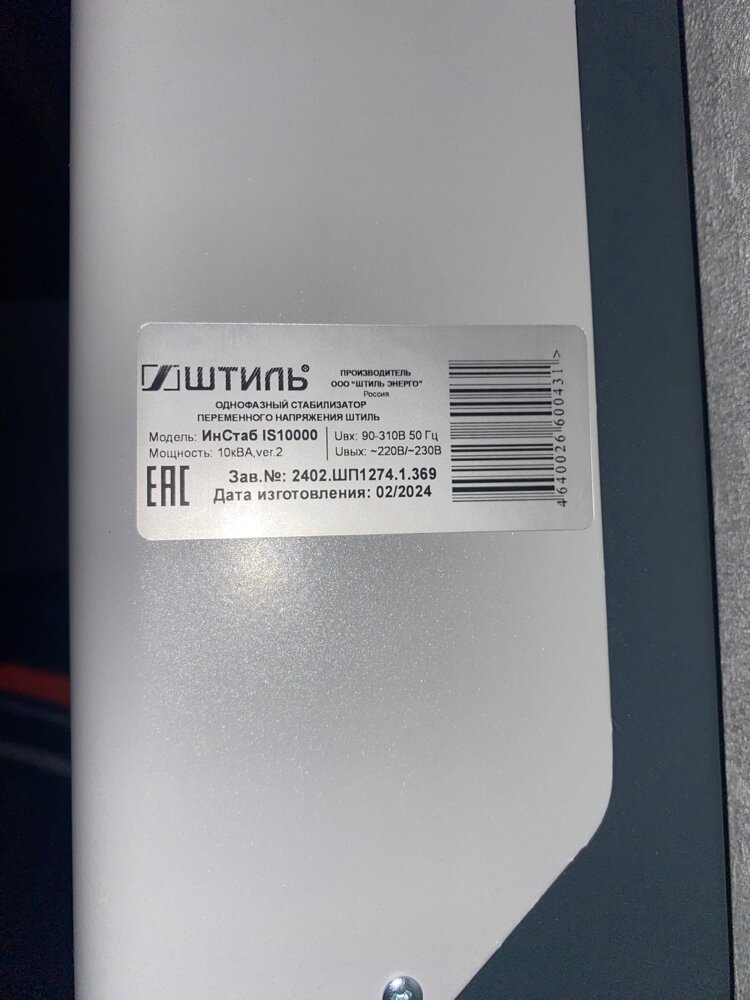 ШТИЛЬ®
ПРОИЗВОДИТЕЛЬ
ООО "ШТИЛЬ ЭНЕРГО"
Россия
ОДНОФАЗНЫЙ СТАБИЛИЗАТОР
ПЕРЕМЕННОГО НАПРЯЖЕНИЯ ШТИЛЬ
Модель: ИнСтаб IS10000
Мощность: 10кВА,ver.2
Uвх: 90-310В 50 Гц
Uвых: ~220В/~230В
EAC
Зав.№: 2402.ШП1274.1.369
Дата изготовления: 02/2024
4640026600431>